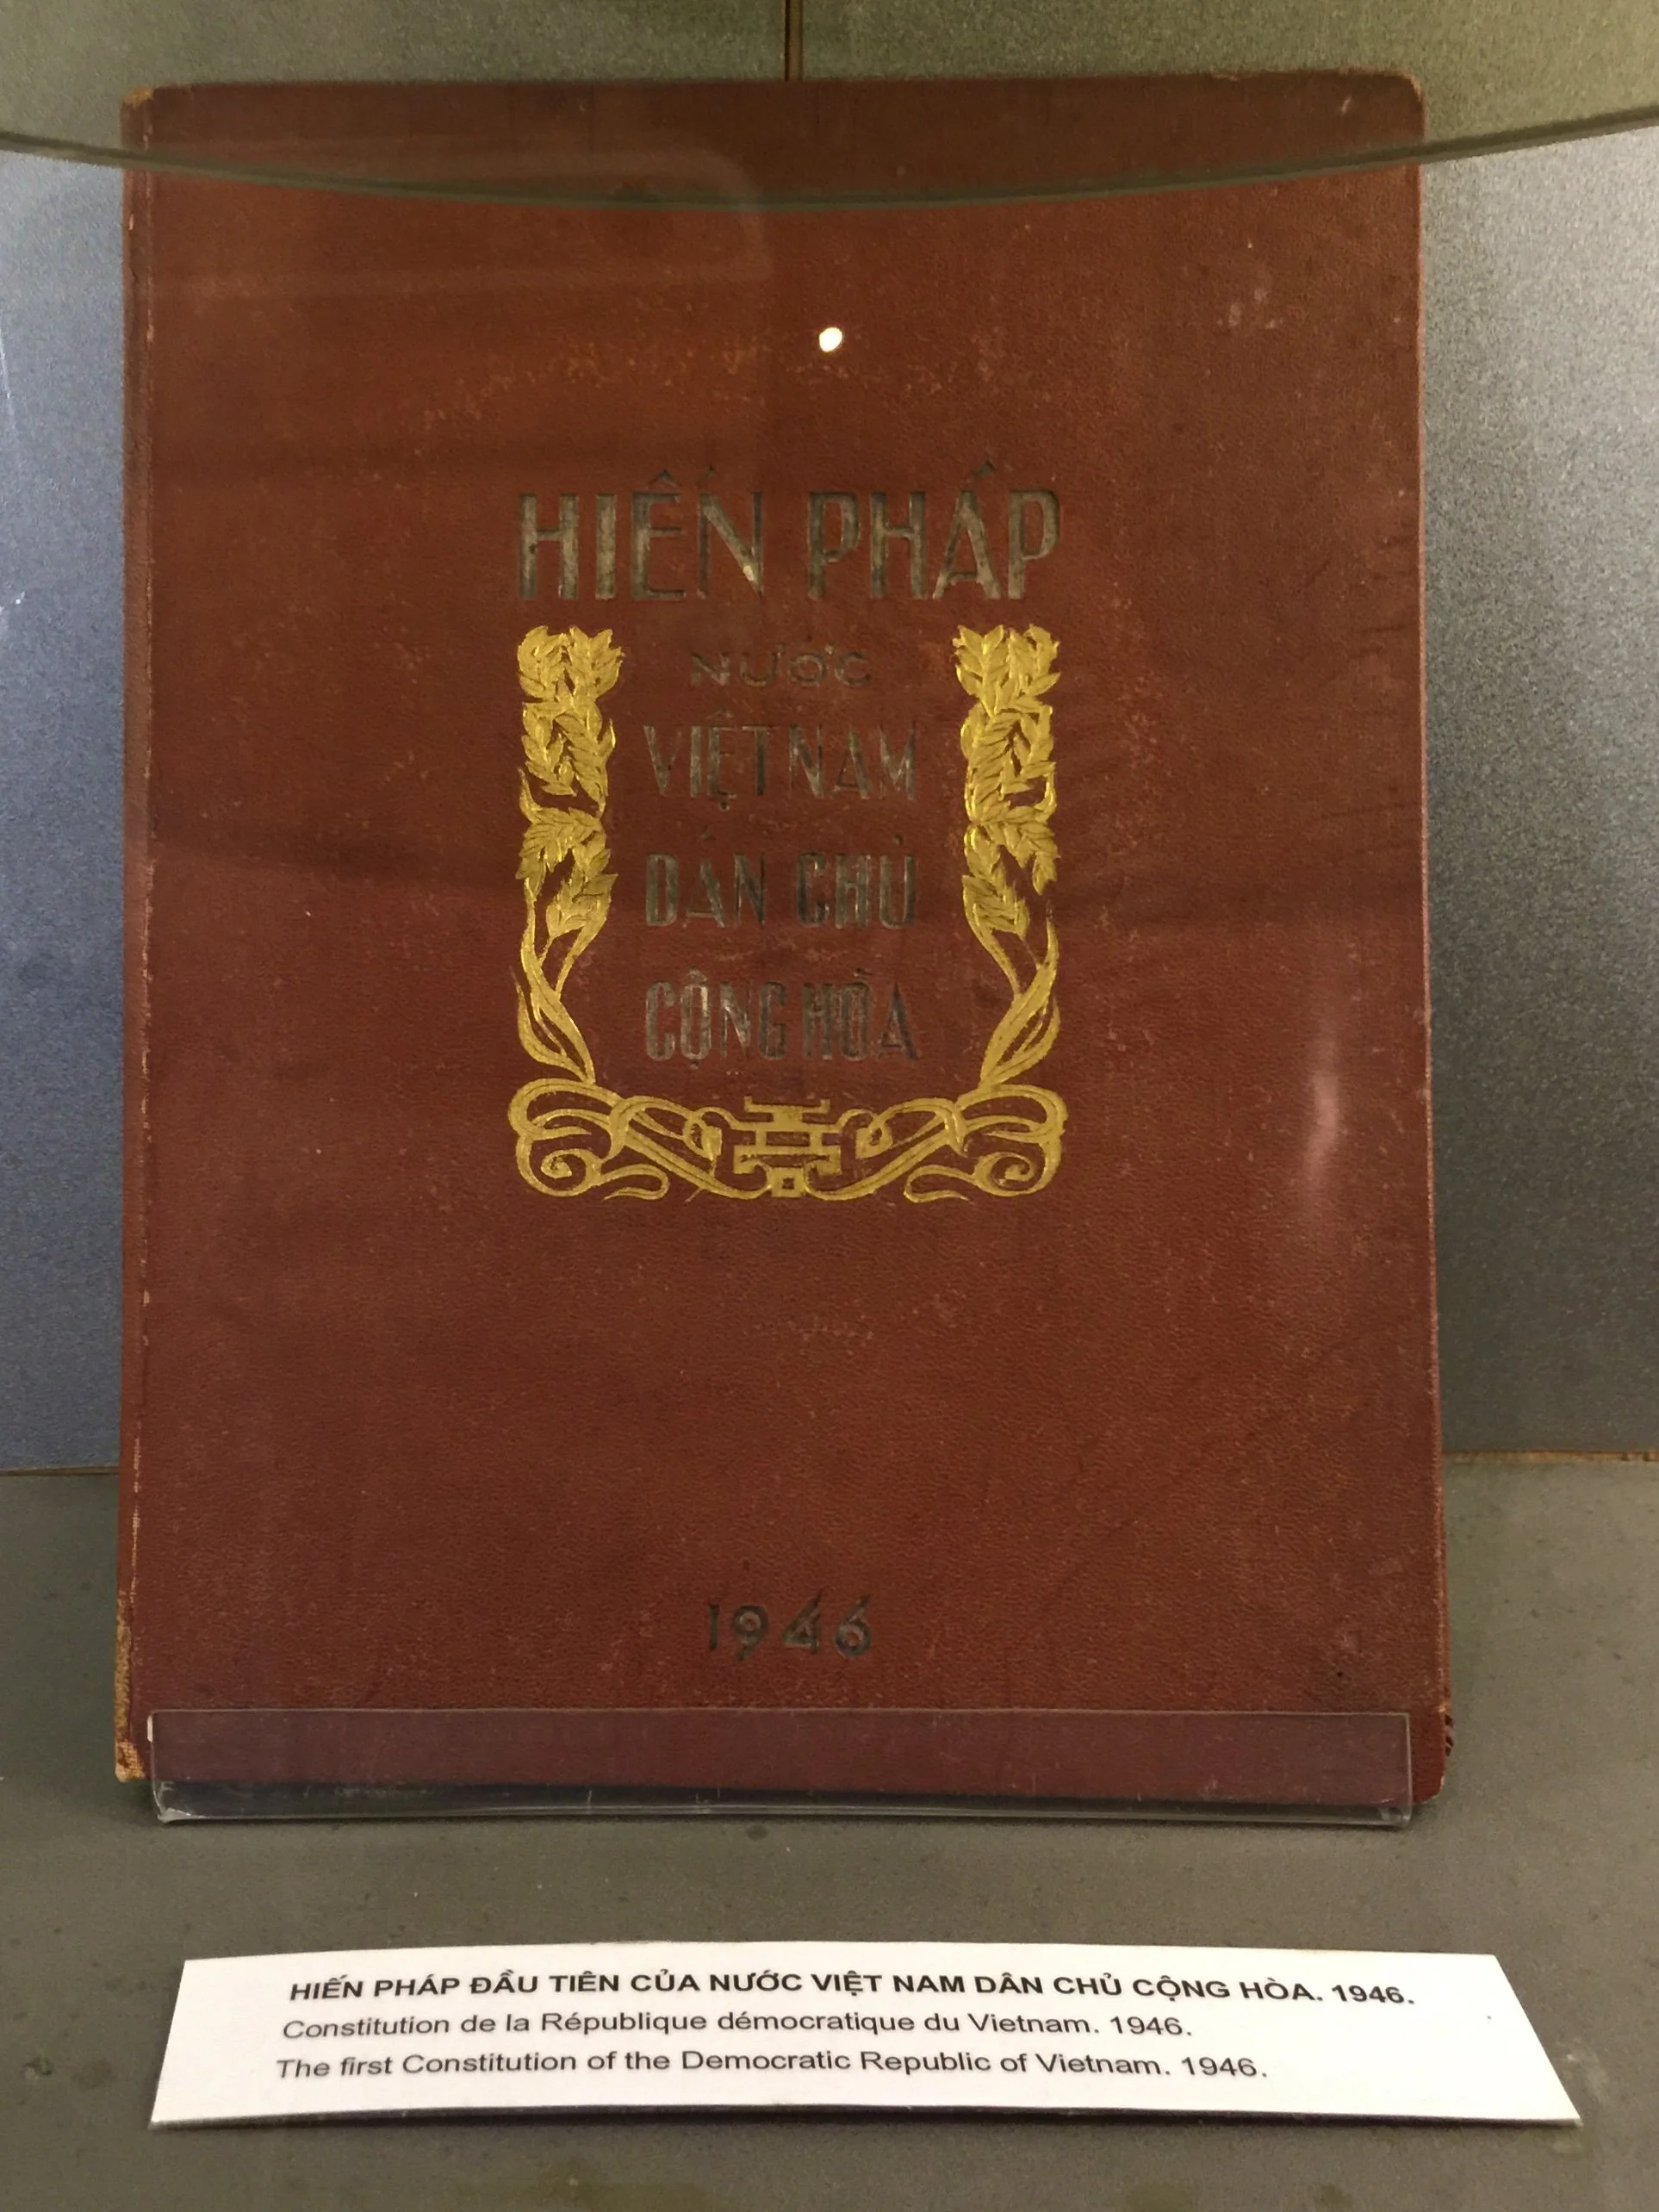 HIẾN PHÁP
NƯỚC
VIỆT NAM
DÂN CHỦ
CỘNG HÒA
1946
HIẾN PHÁP ĐẦU TIÊN CỦA NƯỚC VIỆT NAM DÂN CHỦ CỘNG HÒA. 1946.
Constitution de la République démocratique du Vietnam. 1946.
The first Constitution of the Democratic Republic of Vietnam. 1946.